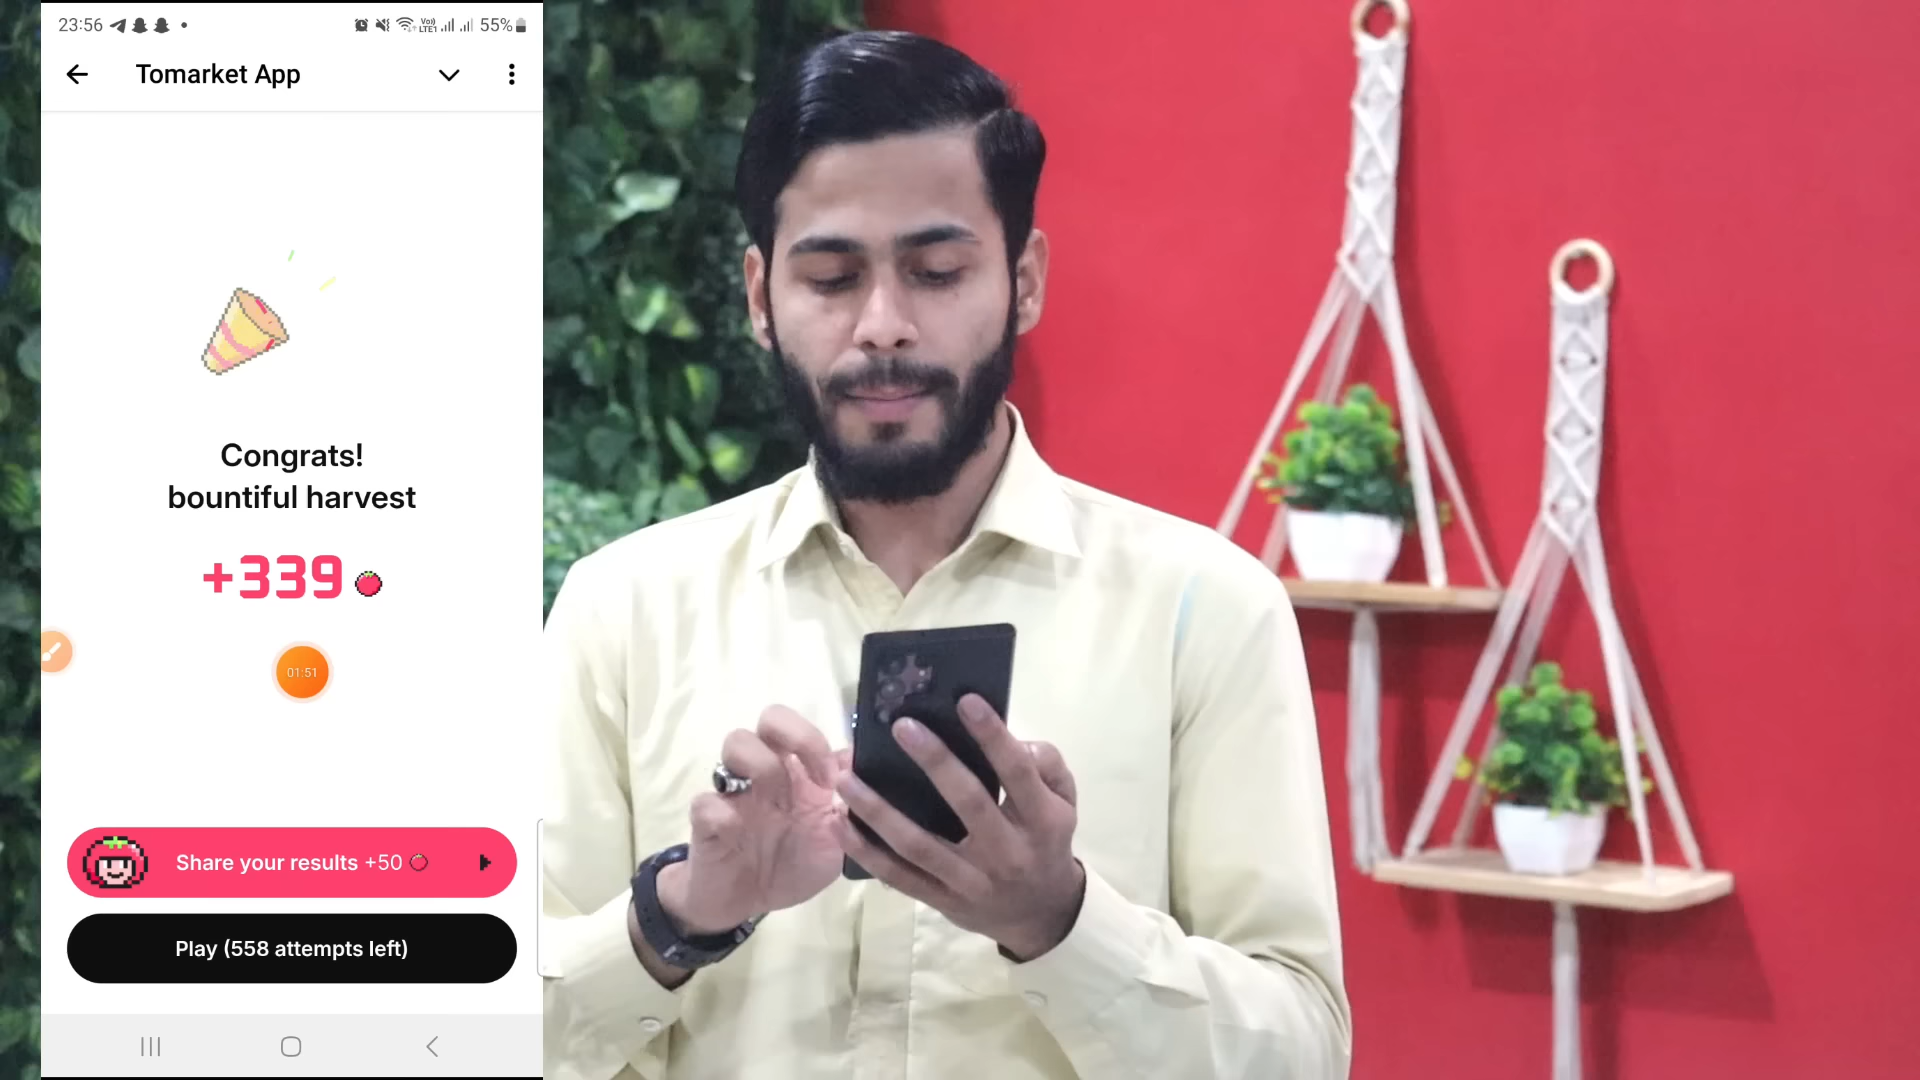 23:56 55%
Tomarket App
Congrats!
bountiful harvest
+339
01:51
Share your results +50
Play (558 attempts left)